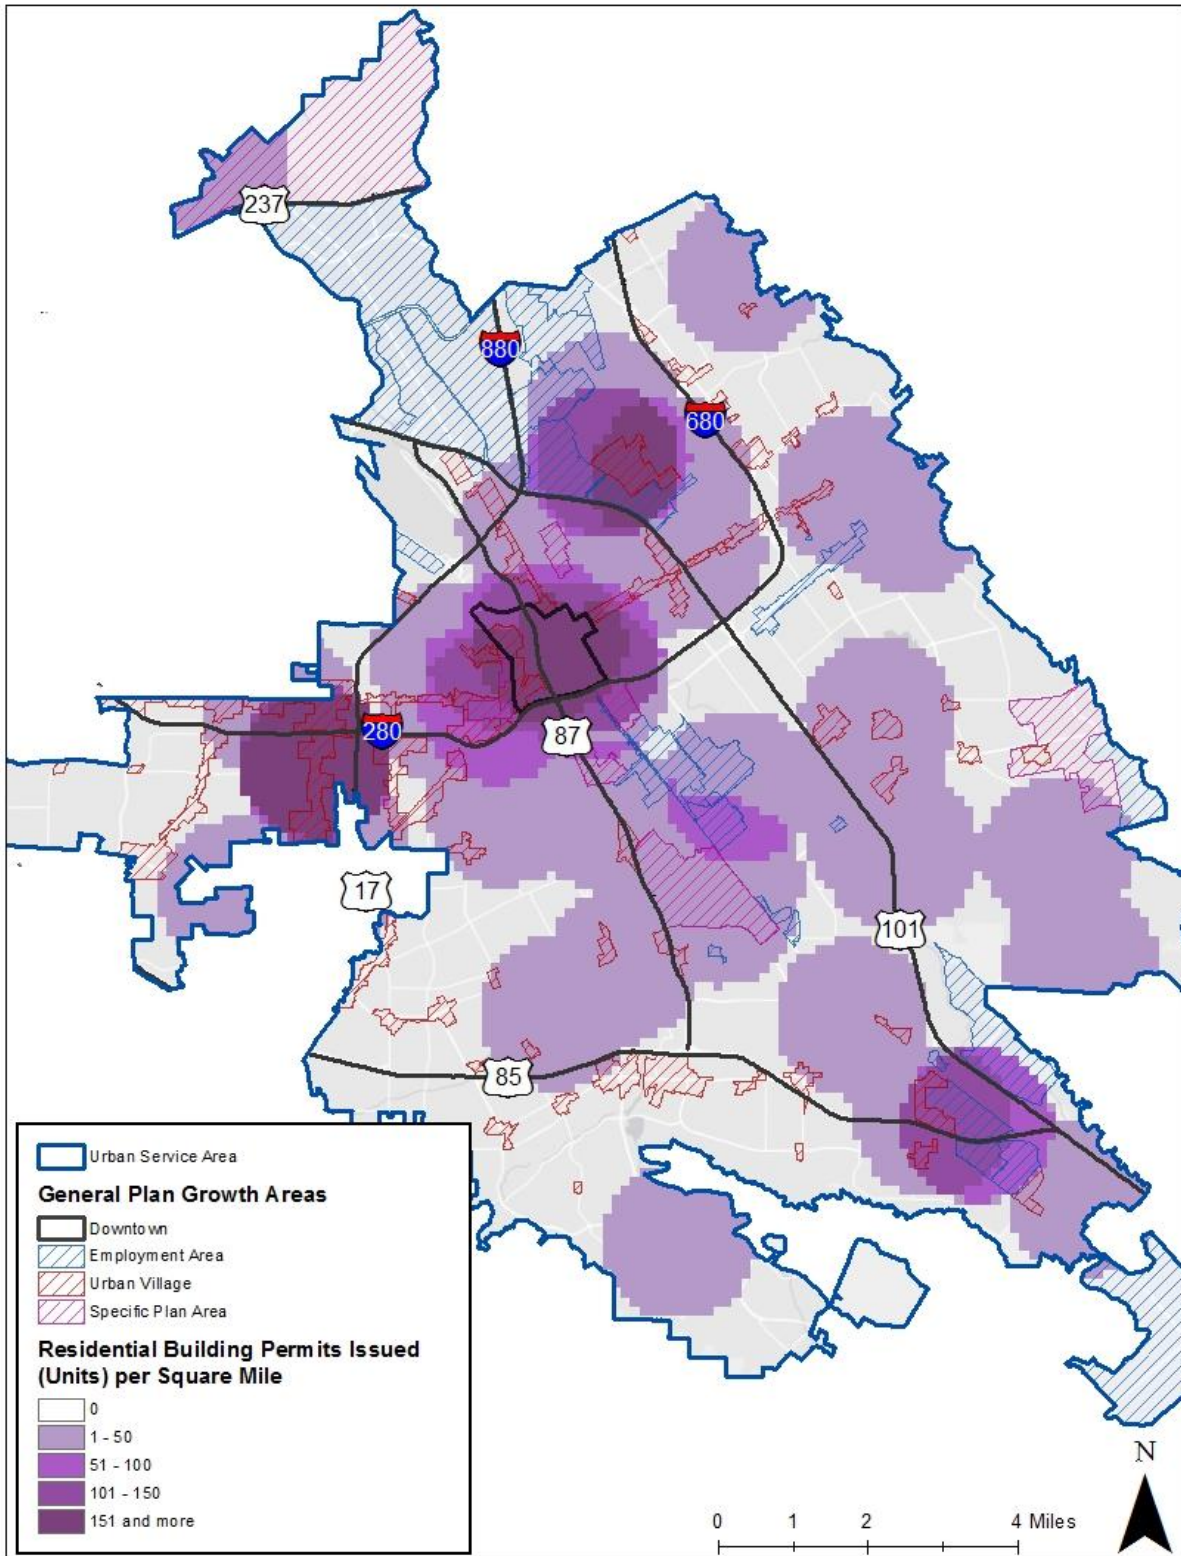 237
880
680
280
87
17
101
85
Urban Service Area
General Plan Growth Areas
Downtown
Employment Area
Urban Village
Specific Plan Area
Residential Building Permits Issued
(Units) per Square Mile
0
1 - 50
51 - 100
101 - 150
151 and more
N
0 1 2 4 Miles